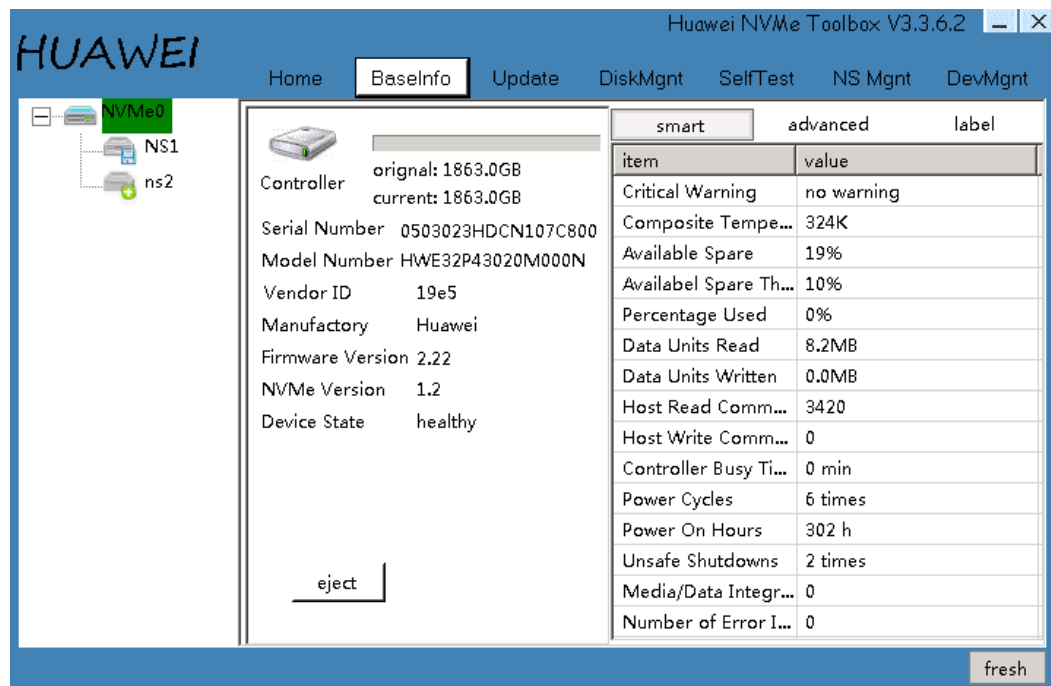 Huawei NVMe Toolbox V3.3.6.2
HUAWEI
Home BaseInfo Update DiskMgnt SelfTest NS Mgnt DevMgnt
NVMe0
NS1
ns2
Controller
orignal: 1863.0GB
current: 1863.0GB
Serial Number 0503023HDCN107C800
Model Number HWE32P43020M000N
Vendor ID 19e5
Manufactory Huawei
Firmware Version 2.22
NVMe Version 1.2
Device State healthy
eject
smart advanced label
item value
Critical Warning no warning
Composite Tempe... 324K
Available Spare 19%
Availabel Spare Th... 10%
Percentage Used 0%
Data Units Read 8.2MB
Data Units Written 0.0MB
Host Read Comm... 3420
Host Write Comm... 0
Controller Busy Ti... 0 min
Power Cycles 6 times
Power On Hours 302 h
Unsafe Shutdowns 2 times
Media/Data Integr... 0
Number of Error I... 0
fresh